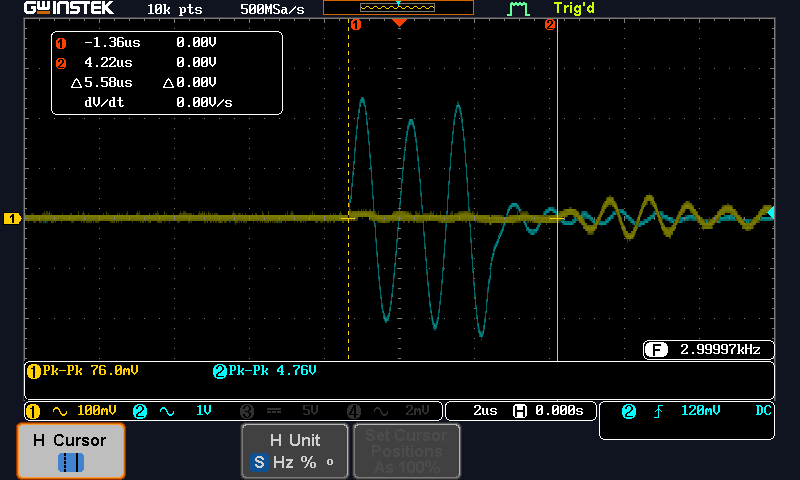 GWINSTEK 10k pts 500MSa/s Trig'd
1 2
1 -1.36us 0.00V
2 4.22us 0.00V
△5.58us △0.00V
dV/dt 0.00V/s
1
F 2.99997kHz
1 Pk-Pk 76.0mV 2 Pk-Pk 4.76V
1 ∿ 100mV 2 ∿ 1V 3 ⎓ 5V 4 ∿ 2mV 2us H 0.000s 2 120mV DC
H Cursor H Unit Set Cursor
S Hz % ° Positions
As 100%